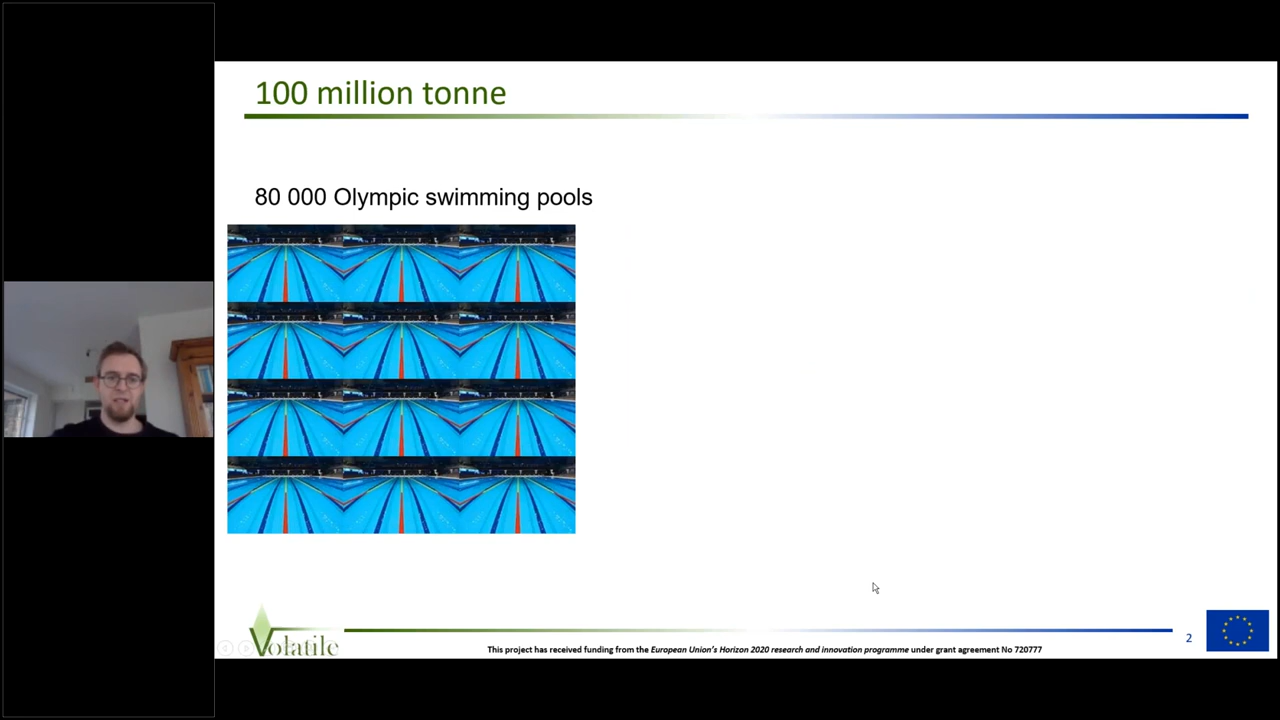 100 million tonne
80 000 Olympic swimming pools
Volatile
This project has received funding from the European Union's Horizon 2020 research and innovation programme under grant agreement No 720777
2